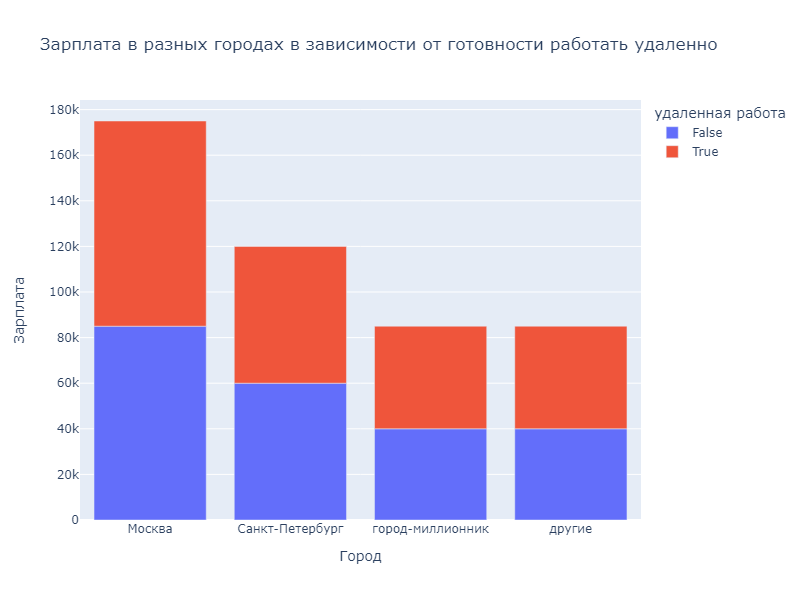 Зарплата в разных городах в зависимости от готовности работать удаленно
удаленная работа
False
True
Зарплата
180k
160k
140k
120k
100k
80k
60k
40k
20k
0
Москва
Санкт-Петербург
город-миллионник
другие
Город